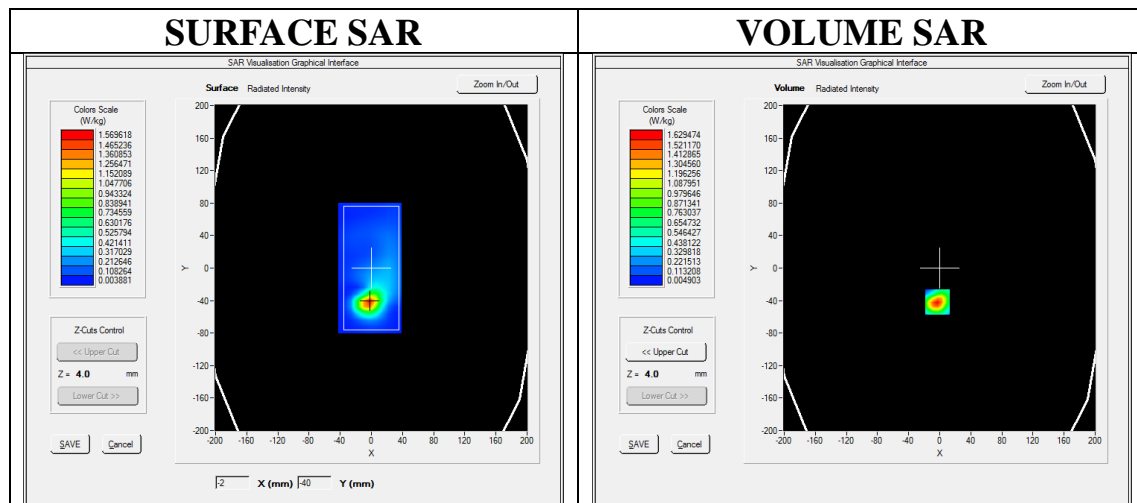 SURFACE SAR
SAR Visualisation Graphical Interface
Surface Radiated Intensity
Zoom In/Out
Colors Scale
(W/kg)
1.569618
1.465236
1.360853
1.256471
1.152089
1.047706
0.943324
0.838941
0.734559
0.630176
0.525794
0.421411
0.317029
0.212646
0.108264
0.003881
200
160
120
80
40
0
-40
-80
-120
-160
-200
Y
-200 -160 -120 -80 -40 0 40 80 120 160 200
X
Z-Cuts Control
<< Upper Cut
Z = 4.0 mm
Lower Cut >>
SAVE Cancel
-2 X (mm) -40 Y (mm)
VOLUME SAR
SAR Visualisation Graphical Interface
Volume Radiated Intensity
Zoom In/Out
Colors Scale
(W/kg)
1.629474
1.521170
1.412865
1.304560
1.196256
1.087951
0.979646
0.871341
0.763037
0.654732
0.546427
0.438122
0.329818
0.221513
0.113208
0.004903
200
160
120
80
40
0
-40
-80
-120
-160
-200
Y
-200 -160 -120 -80 -40 0 40 80 120 160 200
X
Z-Cuts Control
<< Upper Cut
Z = 4.0 mm
Lower Cut >>
SAVE Cancel